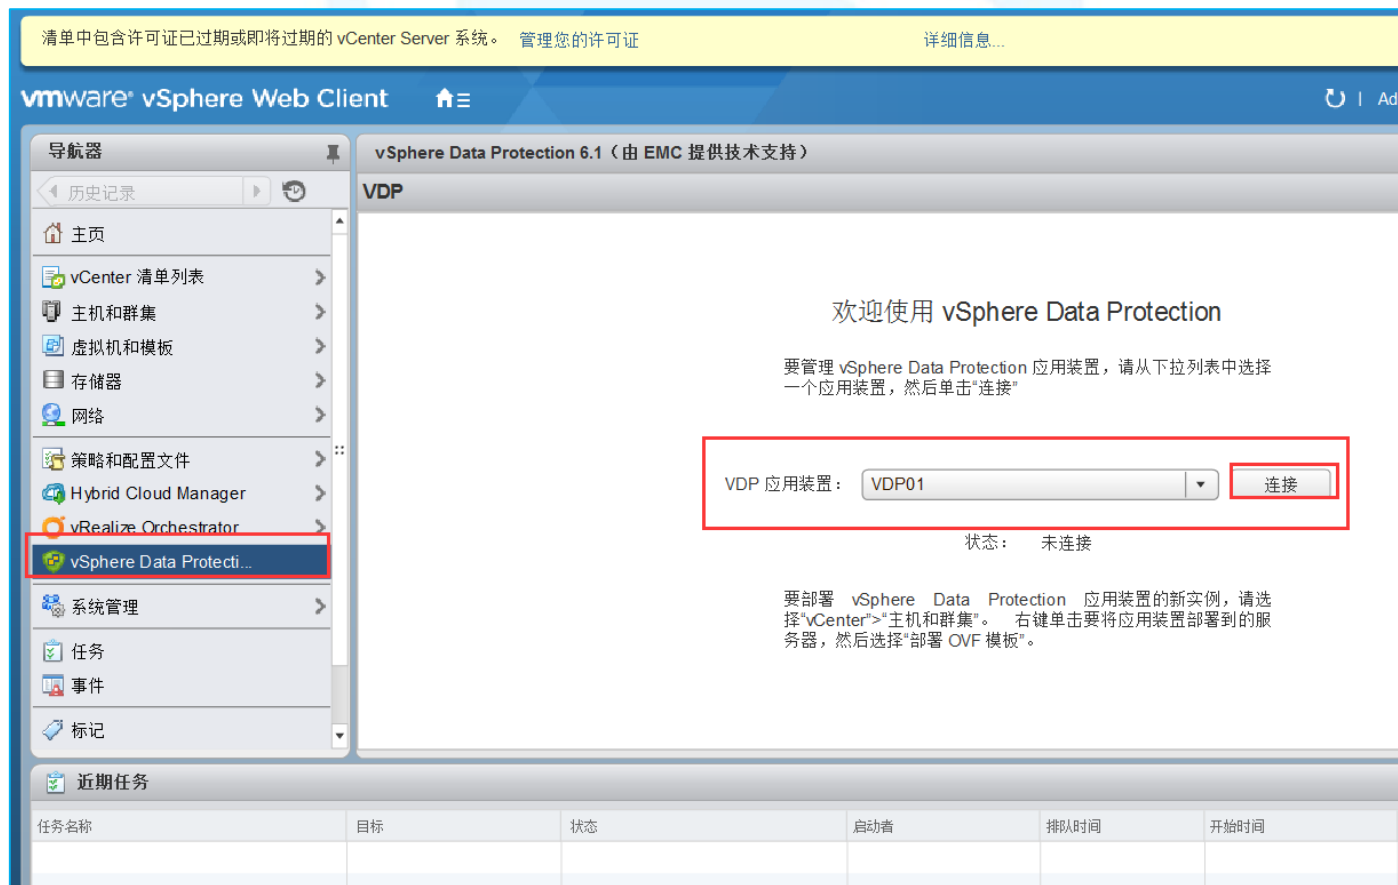 清单中包含许可证已过期或即将过期的 vCenter Server 系统。 管理您的许可证 详细信息...
vmware® vSphere Web Client
导航器
历史记录
主页
vCenter 清单列表
主机和群集
虚拟机和模板
存储器
网络
策略和配置文件
Hybrid Cloud Manager
vRealize Orchestrator
vSphere Data Protecti...
系统管理
任务
事件
标记
vSphere Data Protection 6.1（由 EMC 提供技术支持）
VDP
欢迎使用 vSphere Data Protection
要管理 vSphere Data Protection 应用装置，请从下拉列表中选择
一个应用装置，然后单击“连接”
VDP 应用装置： VDP01 连接
状态： 未连接
要部署 vSphere Data Protection 应用装置的新实例，请选
择“vCenter”>“主机和群集”。 右键单击要将应用装置部署到的服
务器，然后选择“部署 OVF 模板”。
近期任务
任务名称 目标 状态 启动者 排队时间 开始时间